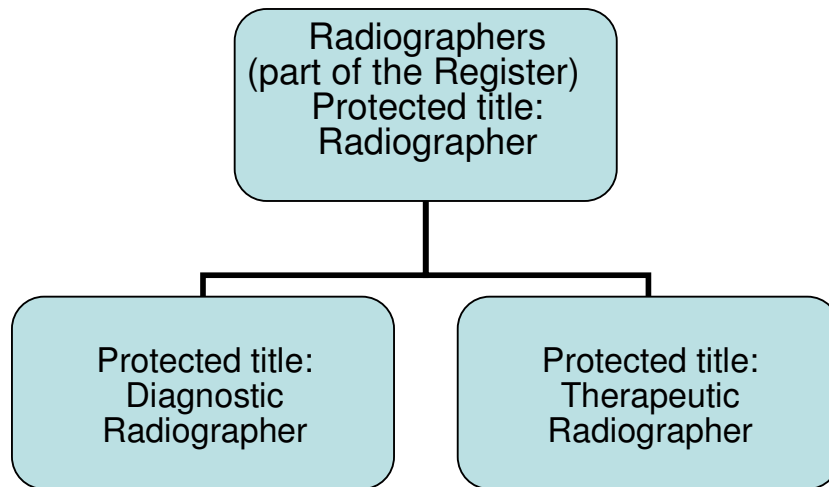 Radiographers
(part of the Register)
Protected title:
Radiographer
Protected title:
Diagnostic
Radiographer
Protected title:
Therapeutic
Radiographer